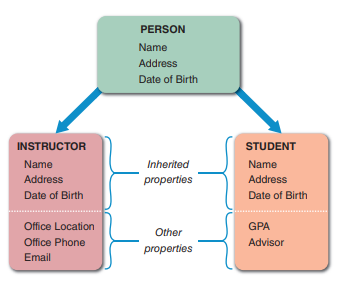 PERSON
Name
Address
Date of Birth
INSTRUCTOR
Name
Address
Date of Birth
Office Location
Office Phone
Email
Inherited
properties
Other
properties
STUDENT
Name
Address
Date of Birth
GPA
Advisor